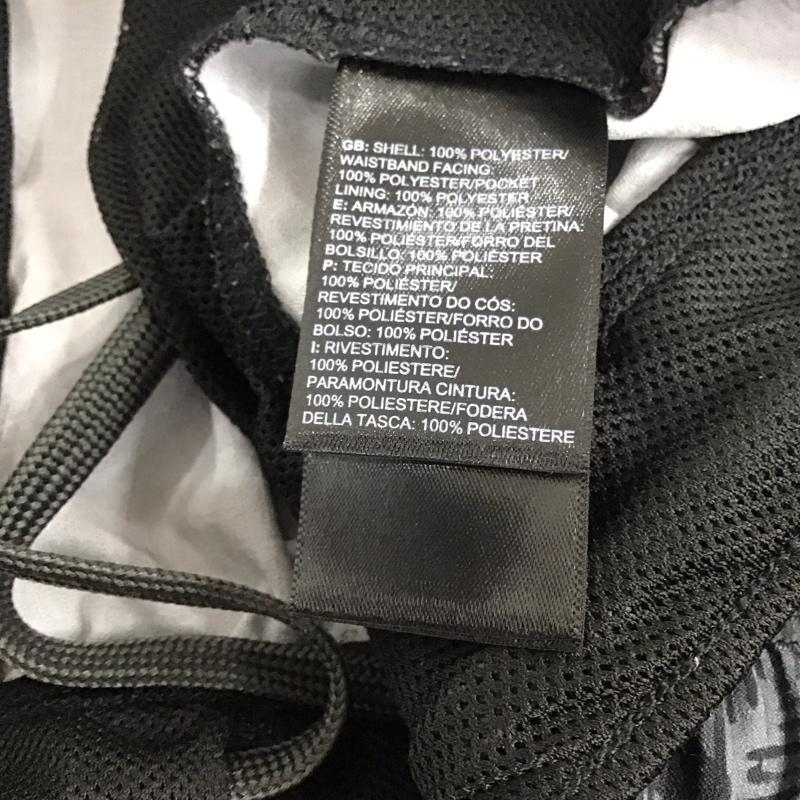 GB: SHELL: 100% POLYESTER/
WAISTBAND FACING:
100% POLYESTER/POCKET
LINING: 100% POLYESTER
E: ARMAZÓN: 100% POLIÉSTER/
REVESTIMIENTO DE LA PRETINA:
100% POLIÉSTER/FORRO DEL
BOLSILLO: 100% POLIÉSTER
P: TECIDO PRINCIPAL:
100% POLIÉSTER/
REVESTIMENTO DO CÓS:
100% POLIÉSTER/FORRO DO
BOLSO: 100% POLIÉSTER
I: RIVESTIMENTO:
100% POLIESTERE/
PARAMONTURA CINTURA:
100% POLIESTERE/FODERA
DELLA TASCA: 100% POLIESTERE